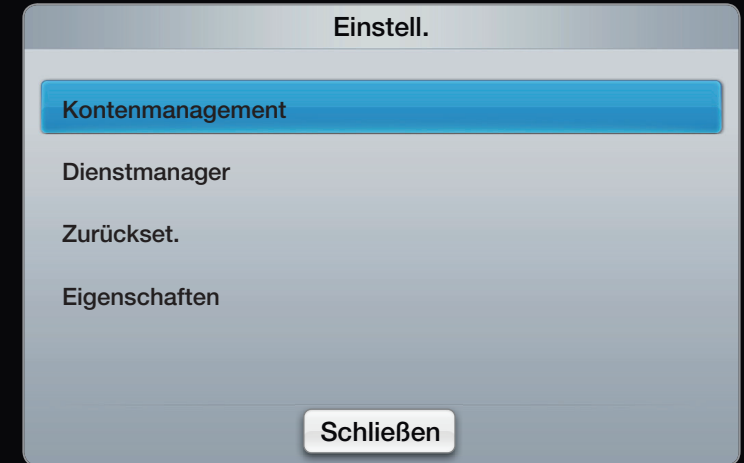 Einstell.
Kontenmanagement
Dienstmanager
Zurückset.
Eigenschaften
Schließen